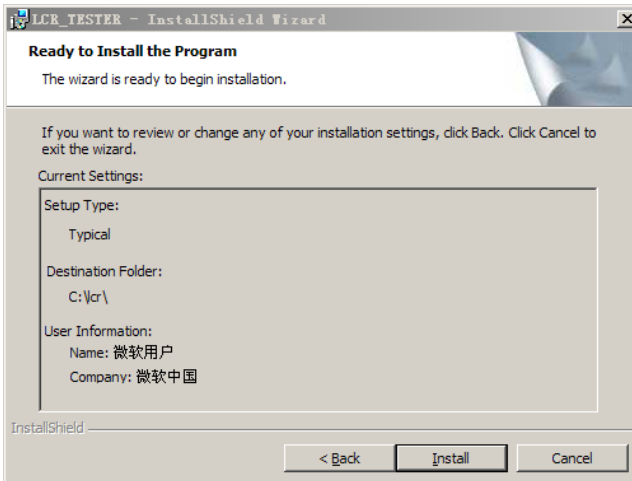 LCR_TESTER - InstallShield Wizard
Ready to Install the Program
The wizard is ready to begin installation.
If you want to review or change any of your installation settings, click Back. Click Cancel to
exit the wizard.
Current Settings:
Setup Type:
Typical
Destination Folder:
C:\lcr\
User Information:
Name: 微软用户
Company: 微软中国
InstallShield
< Back
Install
Cancel